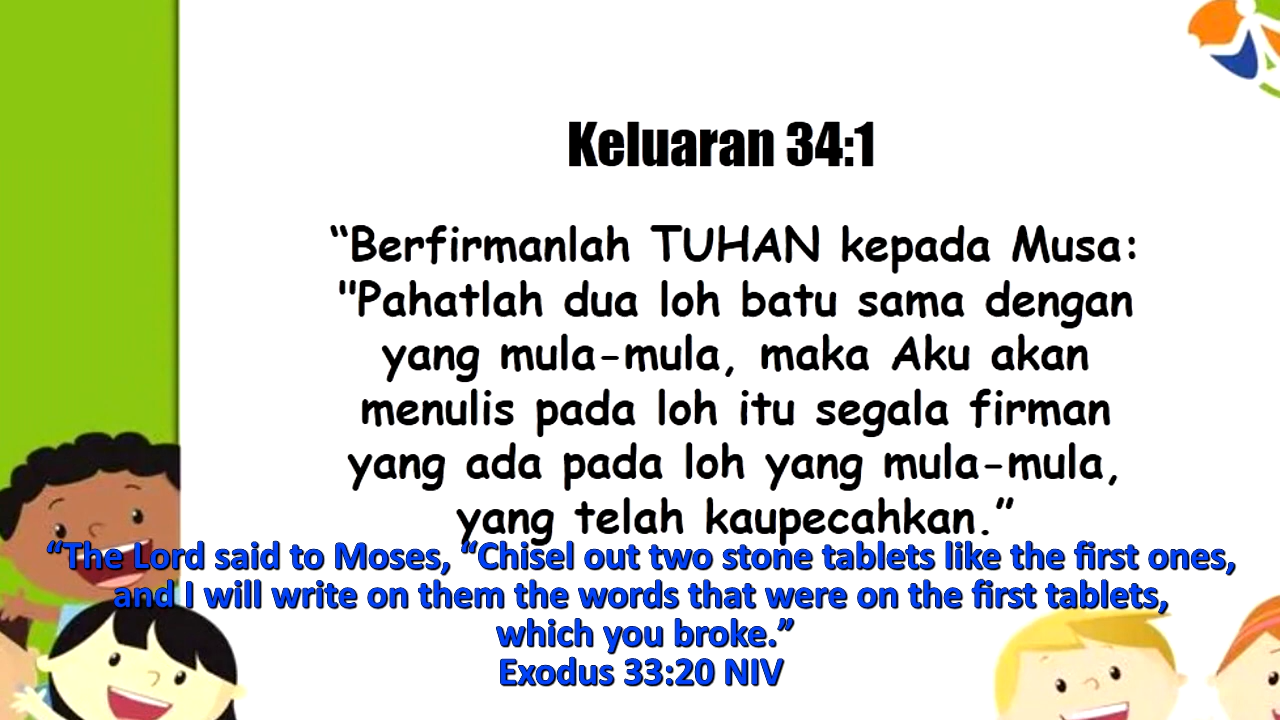 Keluaran 34:1
“Berfirmanlah TUHAN kepada Musa:
"Pahatlah dua loh batu sama dengan
yang mula-mula, maka Aku akan
menulis pada loh itu segala firman
yang ada pada loh yang mula-mula,
yang telah kaupecahkan.”
“The Lord said to Moses, “Chisel out two stone tablets like the first ones,
and I will write on them the words that were on the first tablets,
which you broke.”
Exodus 33:20 NIV